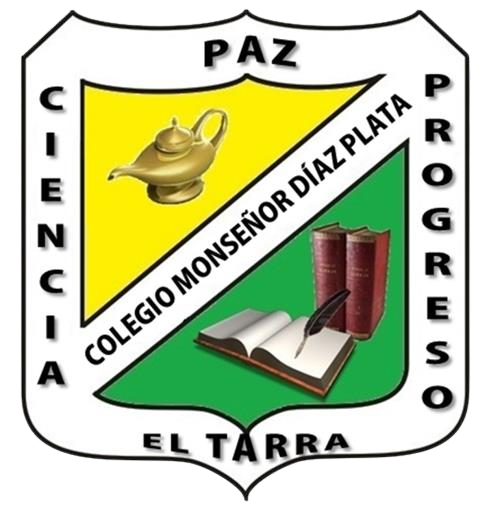 PAZ
CIENCIA
PROGRESO
COLEGIO MONSEÑOR DÍAZ PLATA
EL TARRA